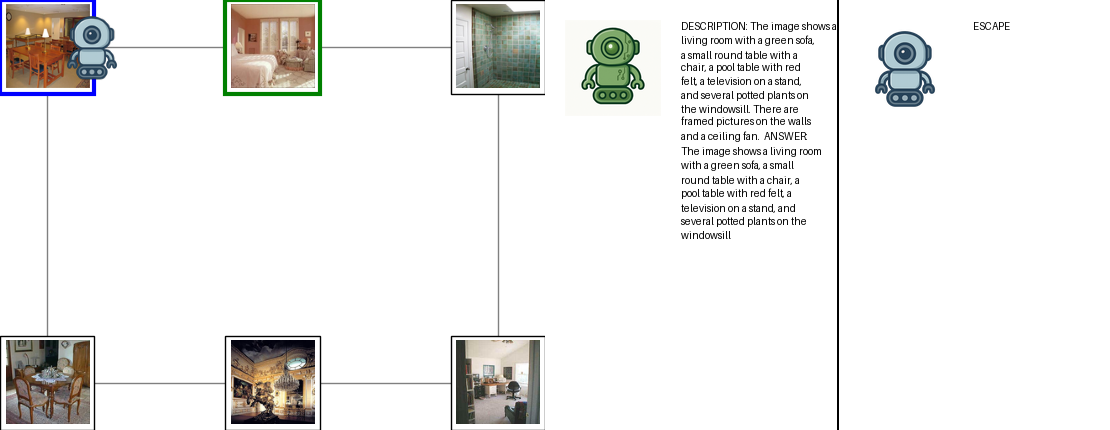 DESCRIPTION: The image shows a
living room with a green sofa,
a small round table with a
chair, a pool table with red
felt, a television on a stand,
and several potted plants on
the windowsill. There are
framed pictures on the walls
and a ceiling fan. ANSWER:
The image shows a living room
with a green sofa, a small
round table with a chair, a
pool table with red felt, a
television on a stand, and
several potted plants on the
windowsill
ESCAPE